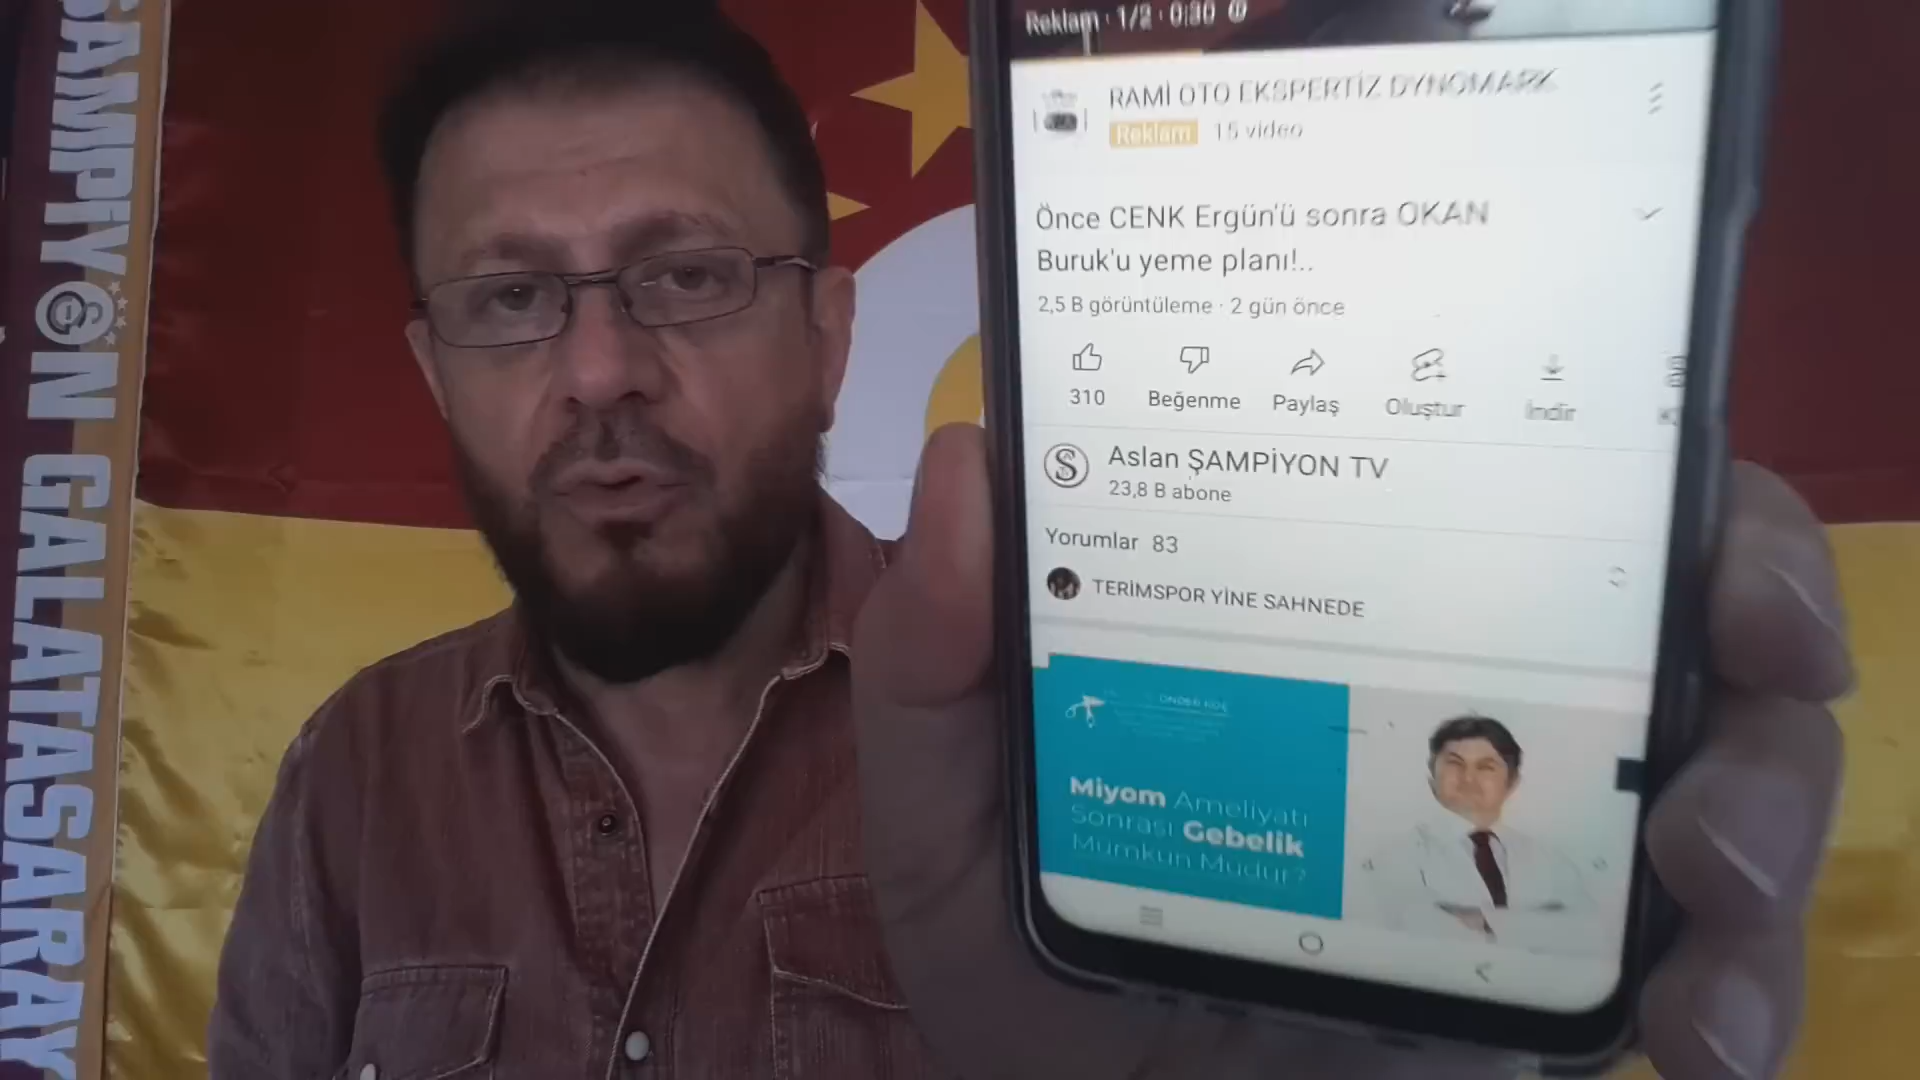 ŞAMPİYON GALATASARAY
Reklam · 1/2 · 0:30
RAMİ OTO EKSPERTİZ DYNOMARK
Reklam 15 video
Önce CENK Ergün'ü sonra OKAN
Buruk'u yeme planı!..
2,5 B görüntüleme · 2 gün önce
310 Beğenme Paylaş Oluştur İndir
Aslan ŞAMPİYON TV
23,8 B abone
Yorumlar 83
TERİMSPOR YİNE SAHNEDE
Miyom Ameliyatı
Sonrası Gebelik
Mümkün Müdür?